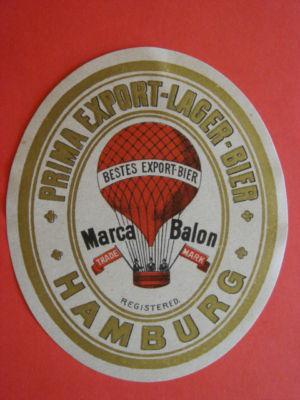 PRIMA EXPORT-LAGER-BIER
BESTES EXPORT-BIER
Marca Balon
TRADE MARK
REGISTERED.
HAMBURG